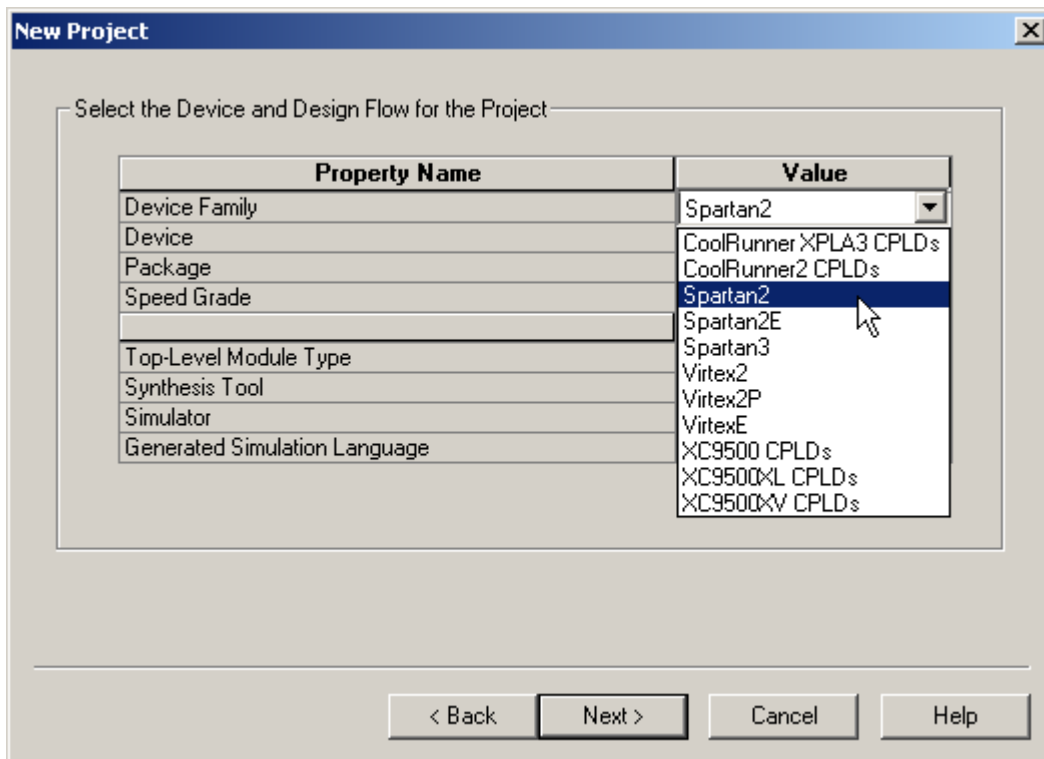 New Project
Select the Device and Design Flow for the Project
Property Name Value
Device Family Spartan2
Device
Package
Speed Grade
Top-Level Module Type
Synthesis Tool
Simulator
Generated Simulation Language
CoolRunner XPLA3 CPLDs
CoolRunner2 CPLDs
Spartan2
Spartan2E
Spartan3
Virtex2
Virtex2P
VirtexE
XC9500 CPLDs
XC9500XL CPLDs
XC9500XV CPLDs
< Back Next > Cancel Help